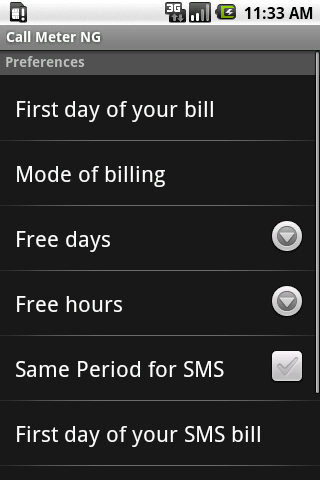 3G
11:33 AM
Call Meter NG
Preferences
First day of your bill
Mode of billing
Free days
Free hours
Same Period for SMS
First day of your SMS bill